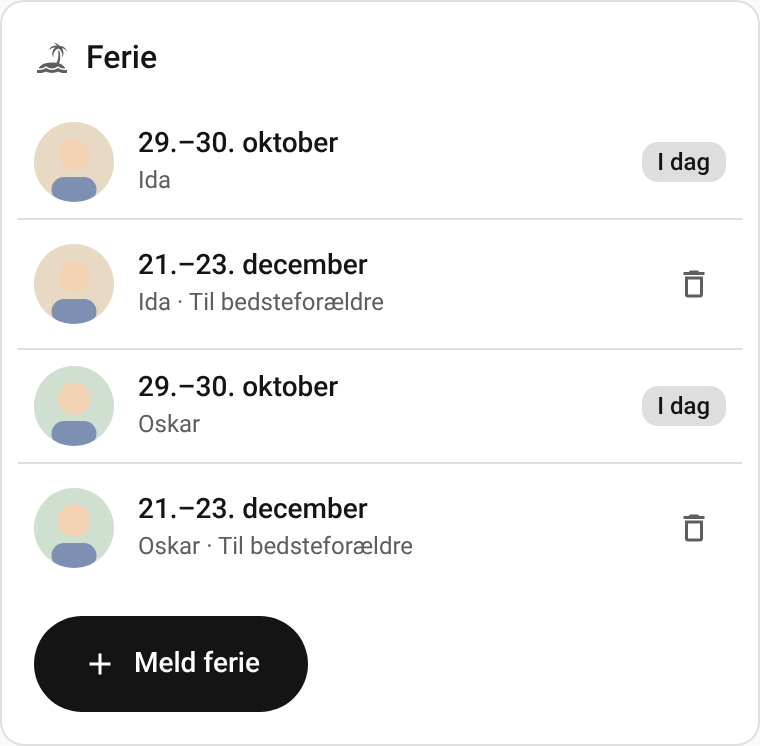 Ferie
29.–30. oktober
Ida
I dag
21.–23. december
Ida · Til bedsteforældre
29.–30. oktober
Oskar
I dag
21.–23. december
Oskar · Til bedsteforældre
+ Meld ferie